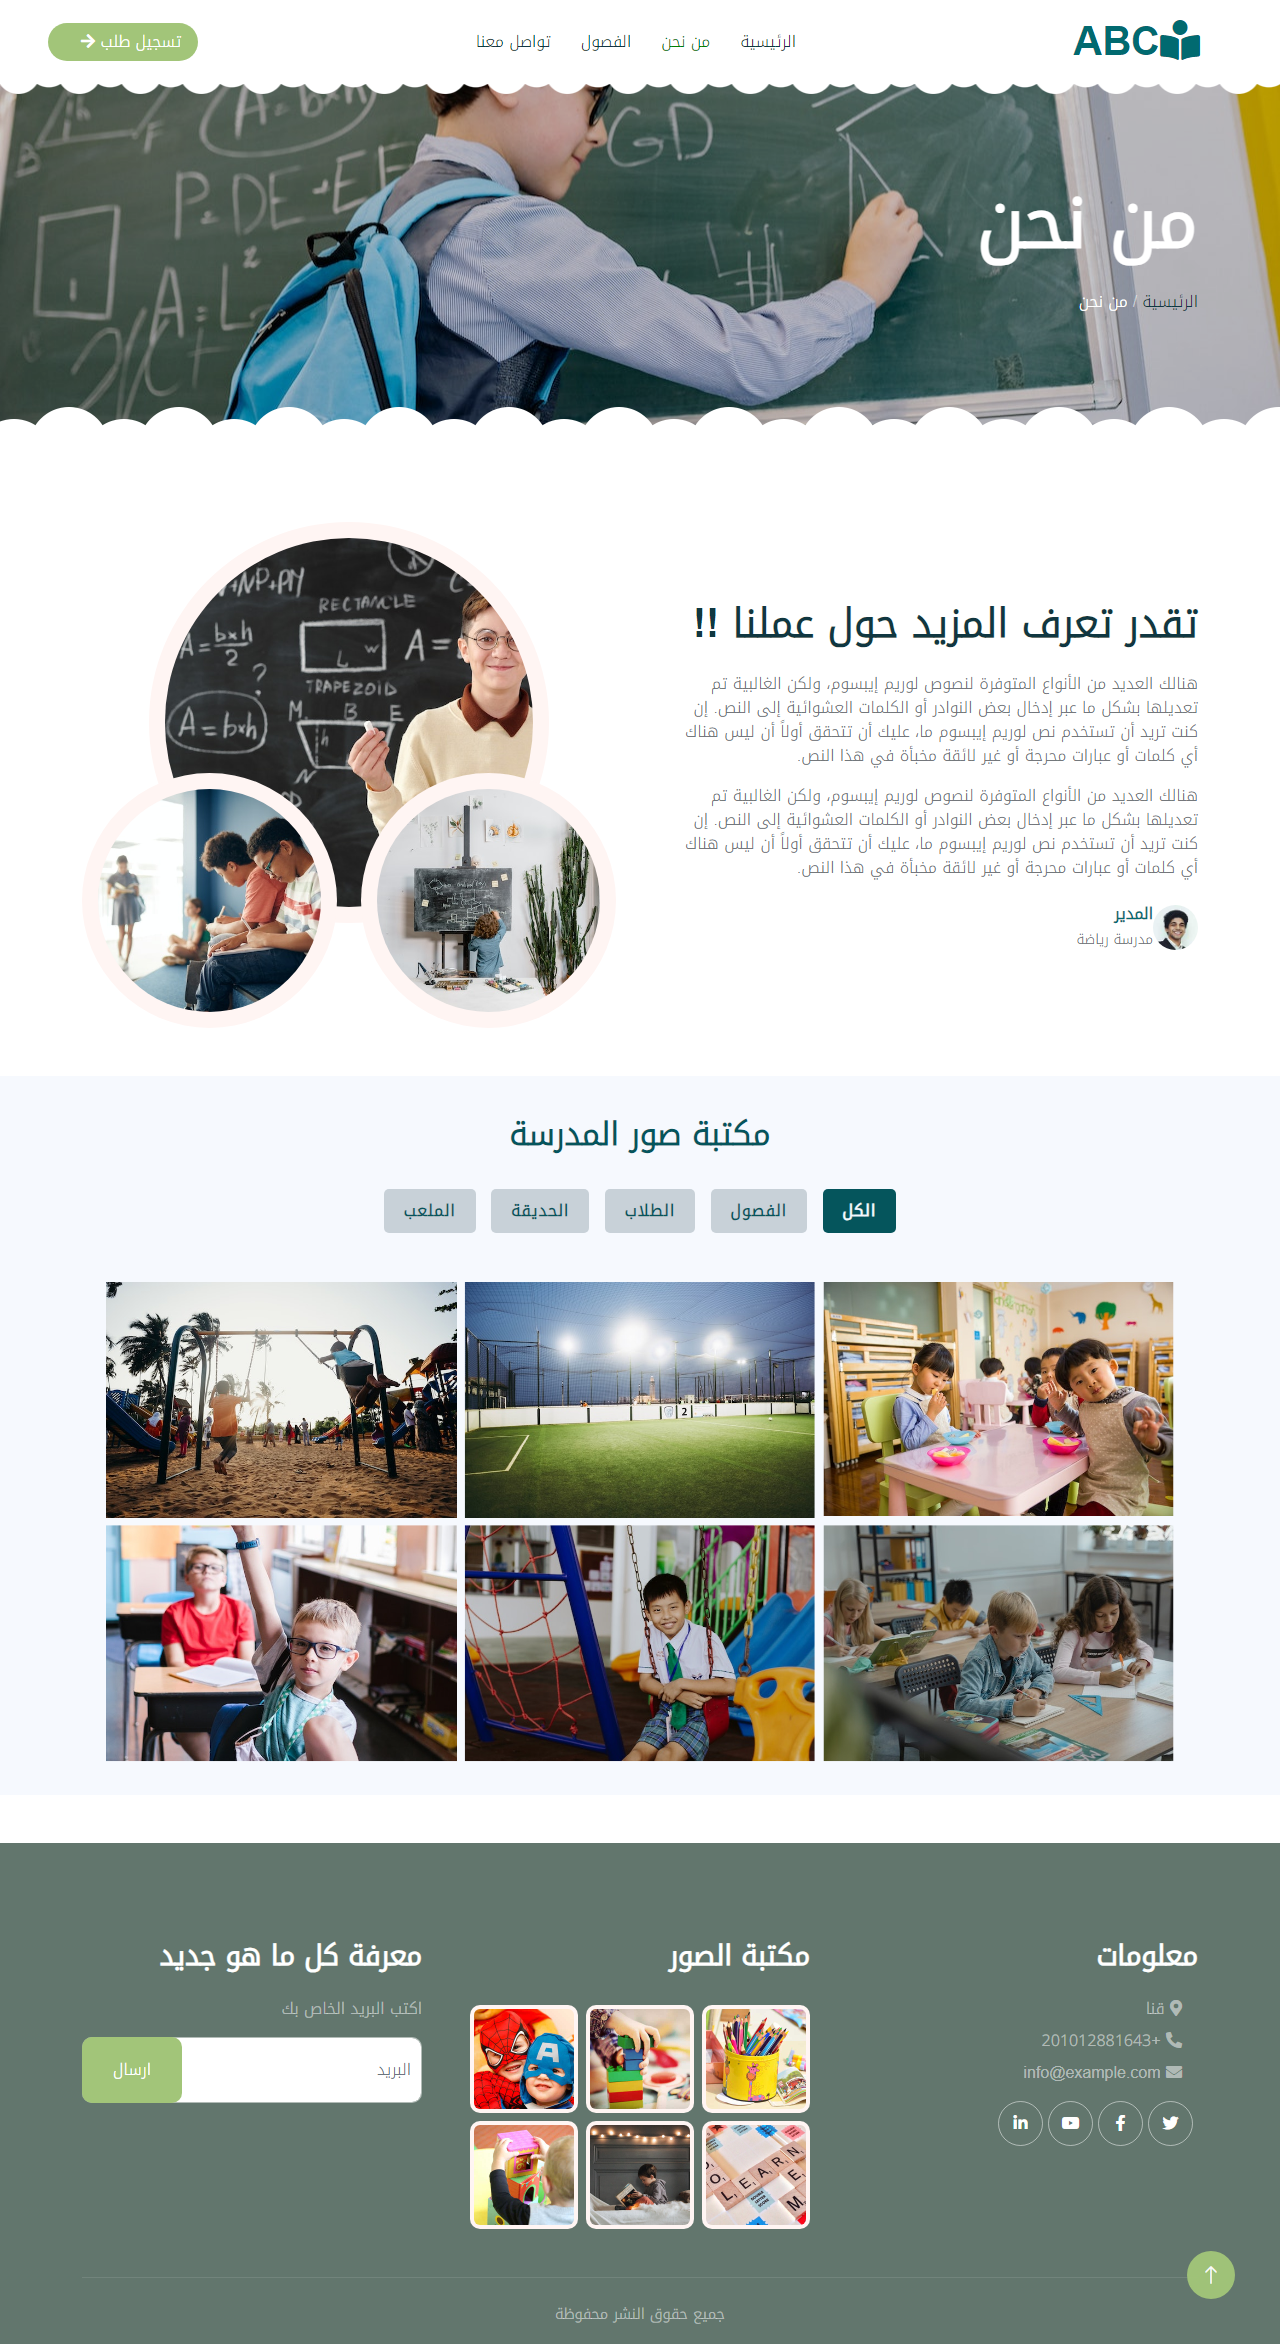 ABC
الرئيسية
من نحن
الفصول
تواصل معنا
تسجيل طلب
من نحن
الرئيسية / من نحن
تقدر تعرف المزيد حول عملنا !!
هنالك العديد من الأنواع المتوفرة لنصوص لوريم إيبسوم، ولكن الغالبية تم
تعديلها بشكل ما عبر إدخال بعض النوادر أو الكلمات العشوائية إلى النص. إن
كنت تريد أن تستخدم نص لوريم إيبسوم ما، عليك أن تتحقق أولاً أن ليس هناك
أي كلمات أو عبارات محرجة أو غير لائقة مخبأة في هذا النص.
هنالك العديد من الأنواع المتوفرة لنصوص لوريم إيبسوم، ولكن الغالبية تم
تعديلها بشكل ما عبر إدخال بعض النوادر أو الكلمات العشوائية إلى النص. إن
كنت تريد أن تستخدم نص لوريم إيبسوم ما، عليك أن تتحقق أولاً أن ليس هناك
أي كلمات أو عبارات محرجة أو غير لائقة مخبأة في هذا النص.
المدير
مدرسة رياضة
RECTANGLE
TRAPEZOID
A=bxh
مكتبة صور المدرسة
الكل
الفصول
الطلاب
الحديقة
الملعب
2
معلومات
قنا
201012881643+
info@example.com
مكتبة الصور
A
LEARN
معرفة كل ما هو جديد
اكتب البريد الخاص بك
البريد
ارسال
جميع حقوق النشر محفوظة